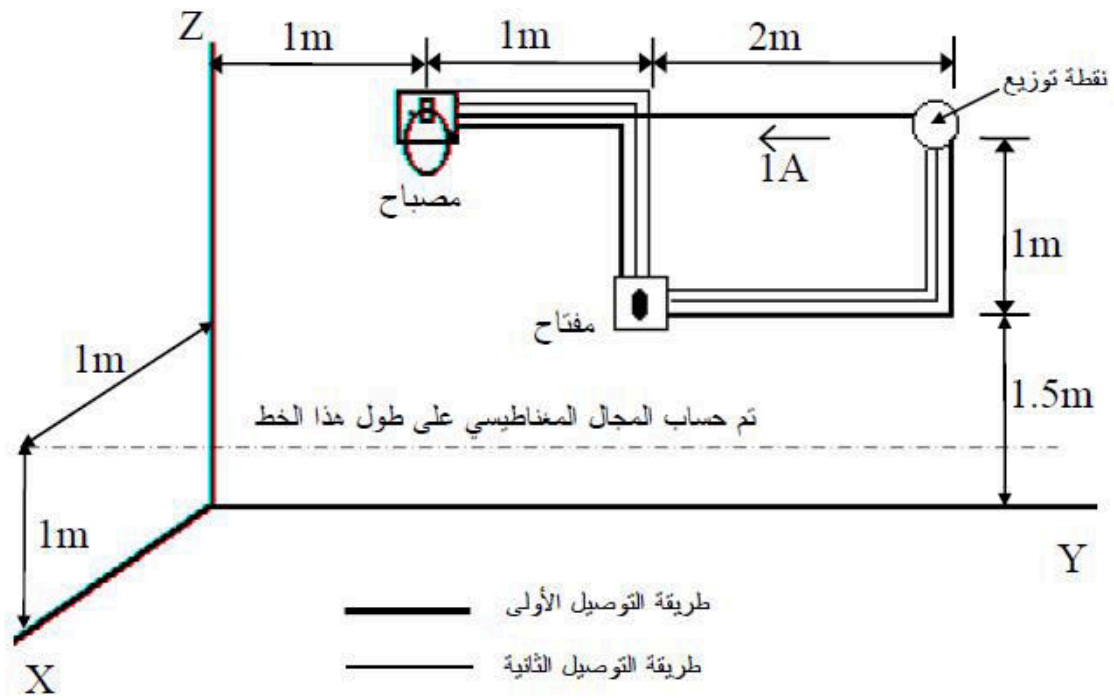 Z
1m
1m
2m
نقطة توزيع
1A
مصباح
1m
مفتاح
1m
1.5m
تم حساب المجال المغناطيسي على طول هذا الخط
1m
Y
طريقة التوصيل الأولى
طريقة التوصيل الثانية
X